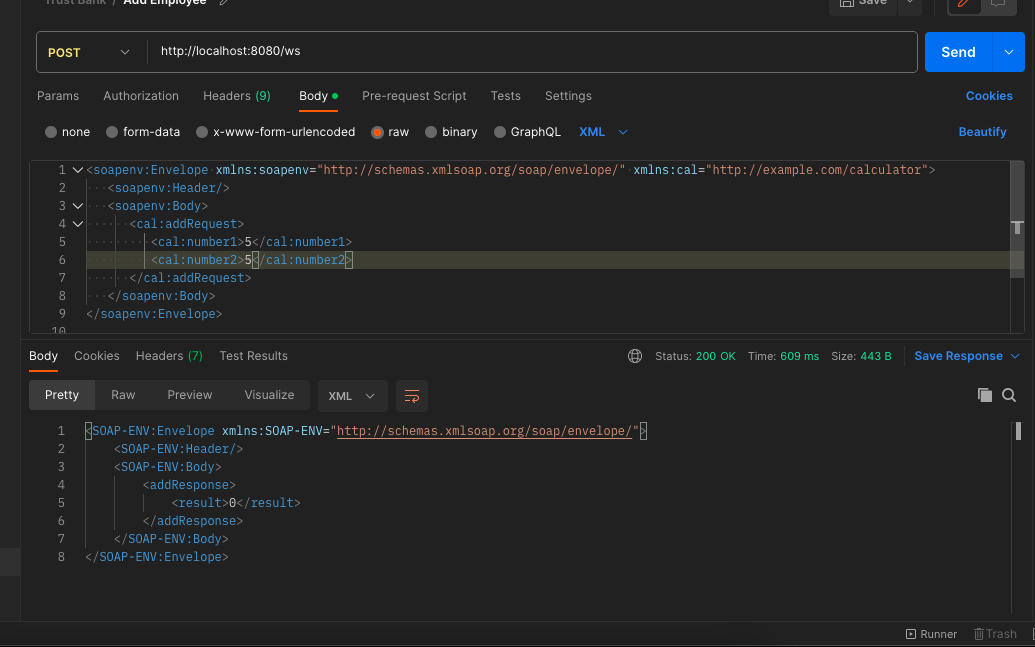 Trust Bank / Add Employee
Save
POST
http://localhost:8080/ws
Send
Params Authorization Headers (9) Body Pre-request Script Tests Settings Cookies
none form-data x-www-form-urlencoded raw binary GraphQL XML Beautify
1 <soapenv:Envelope xmlns:soapenv="http://schemas.xmlsoap.org/soap/envelope/" xmlns:cal="http://example.com/calculator">
2 <soapenv:Header/>
3 <soapenv:Body>
4 <cal:addRequest>
5 <cal:number1>5</cal:number1>
6 <cal:number2>5</cal:number2>
7 </cal:addRequest>
8 </soapenv:Body>
9 </soapenv:Envelope>
10
Body Cookies Headers (7) Test Results Status: 200 OK Time: 609 ms Size: 443 B Save Response
Pretty Raw Preview Visualize XML
1 <SOAP-ENV:Envelope xmlns:SOAP-ENV="http://schemas.xmlsoap.org/soap/envelope/">
2 <SOAP-ENV:Header/>
3 <SOAP-ENV:Body>
4 <addResponse>
5 <result>0</result>
6 </addResponse>
7 </SOAP-ENV:Body>
8 </SOAP-ENV:Envelope>
Runner Trash